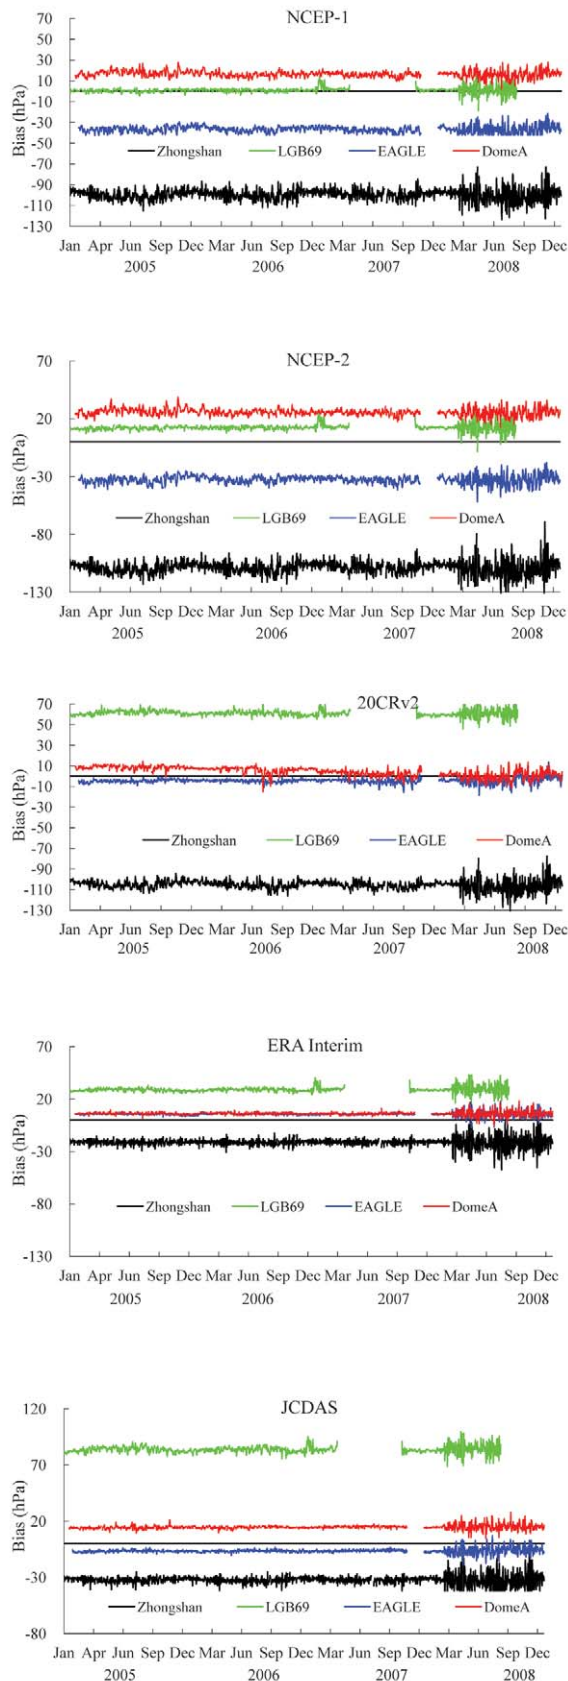 NCEP-1
70
50
30
10
-10
-30
-50
-70
-90
-110
-130
Bias (hPa)
Zhongshan LGB69 EAGLE DomeA
Jan Apr Jun Sep Dec Mar Jun Sep Dec Mar Jun Sep Dec Mar Jun Sep Dec
2005 2006 2007 2008
NCEP-2
70
20
-30
-80
-130
Bias (hPa)
Zhongshan LGB69 EAGLE DomeA
Jan Apr Jun Sep Dec Mar Jun Sep Dec Mar Jun Sep Dec Mar Jun Sep Dec
2005 2006 2007 2008
20CRv2
70
50
30
10
-10
-30
-50
-70
-90
-110
-130
Bias (hPa)
Zhongshan LGB69 EAGLE DomeA
Jan Apr Jun Sep Dec Mar Jun Sep Dec Mar Jun Sep Dec Mar Jun Sep Dec
2005 2006 2007 2008
ERA Interim
70
20
-30
-80
-130
Bias (hPa)
Zhongshan LGB69 EAGLE DomeA
Jan Apr Jun Sep Dec Mar Jun Sep Dec Mar Jun Sep Dec Mar Jun Sep Dec
2005 2006 2007 2008
JCDAS
120
70
20
-30
-80
Bias (hPa)
Zhongshan LGB69 EAGLE DomeA
Jan Apr Jun Sep Dec Mar Jun Sep Dec Mar Jun Sep Dec Mar Jun Sep Dec
2005 2006 2007 2008